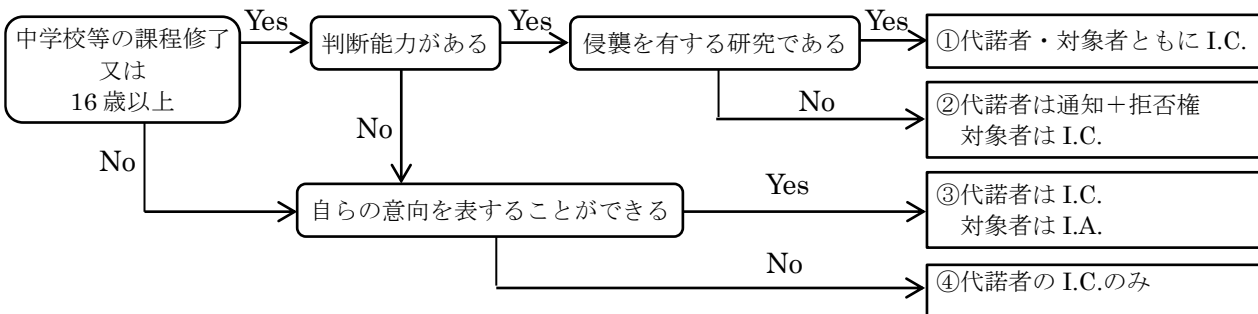 中学校等の課程修了
又は
16歳以上
Yes
判断能力がある
Yes
侵襲を有する研究である
Yes
①代諾者・対象者ともに I.C.
No
②代諾者は通知＋拒否権
対象者は I.C.
No
No
自らの意向を表することができる
Yes
③代諾者は I.C.
対象者は I.A.
No
④代諾者の I.C.のみ